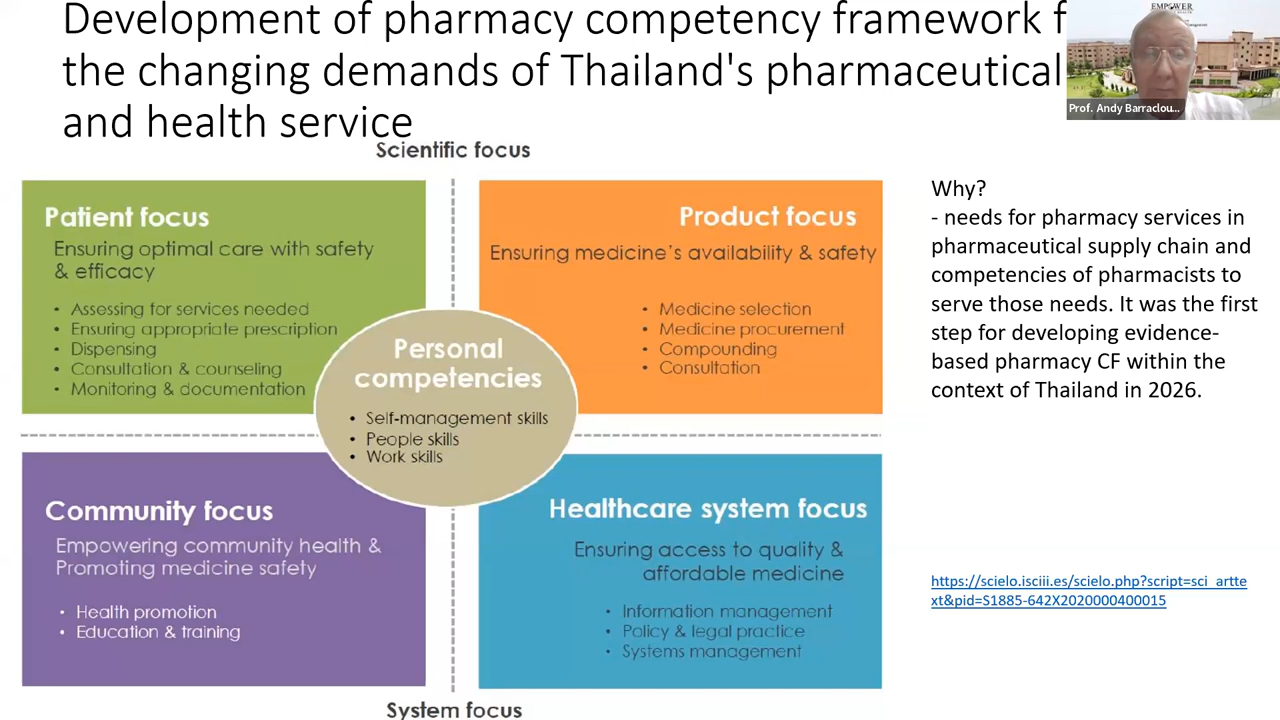 Development of pharmacy competency framework f
the changing demands of Thailand's pharmaceutical
and health service
EMPOWER
Prof. Andy Barraclou...
Scientific focus
Patient focus
Ensuring optimal care with safety
& efficacy
• Assessing for services needed
• Ensuring appropriate prescription
• Dispensing
• Consultation & counseling
• Monitoring & documentation
Product focus
Ensuring medicine's availability & safety
• Medicine selection
• Medicine procurement
• Compounding
• Consultation
Personal
competencies
• Self-management skills
• People skills
• Work skills
Community focus
Empowering community health &
Promoting medicine safety
• Health promotion
• Education & training
Healthcare system focus
Ensuring access to quality &
affordable medicine
• Information management
• Policy & legal practice
• Systems management
System focus
Why?
- needs for pharmacy services in
pharmaceutical supply chain and
competencies of pharmacists to
serve those needs. It was the first
step for developing evidence-
based pharmacy CF within the
context of Thailand in 2026.
https://scielo.isciii.es/scielo.php?script=sci_artte
xt&pid=S1885-642X2020000400015